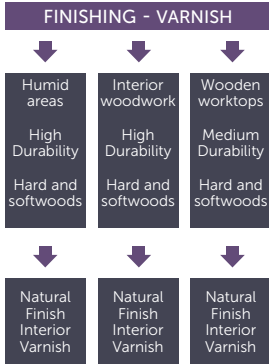 FINISHING - VARNISH
Humid
areas
High
Durability
Hard and
softwoods
Interior
woodwork
High
Durability
Hard and
softwoods
Wooden
worktops
Medium
Durability
Hard and
softwoods
Natural
Finish
Interior
Varnish
Natural
Finish
Interior
Varnish
Natural
Finish
Interior
Varnish